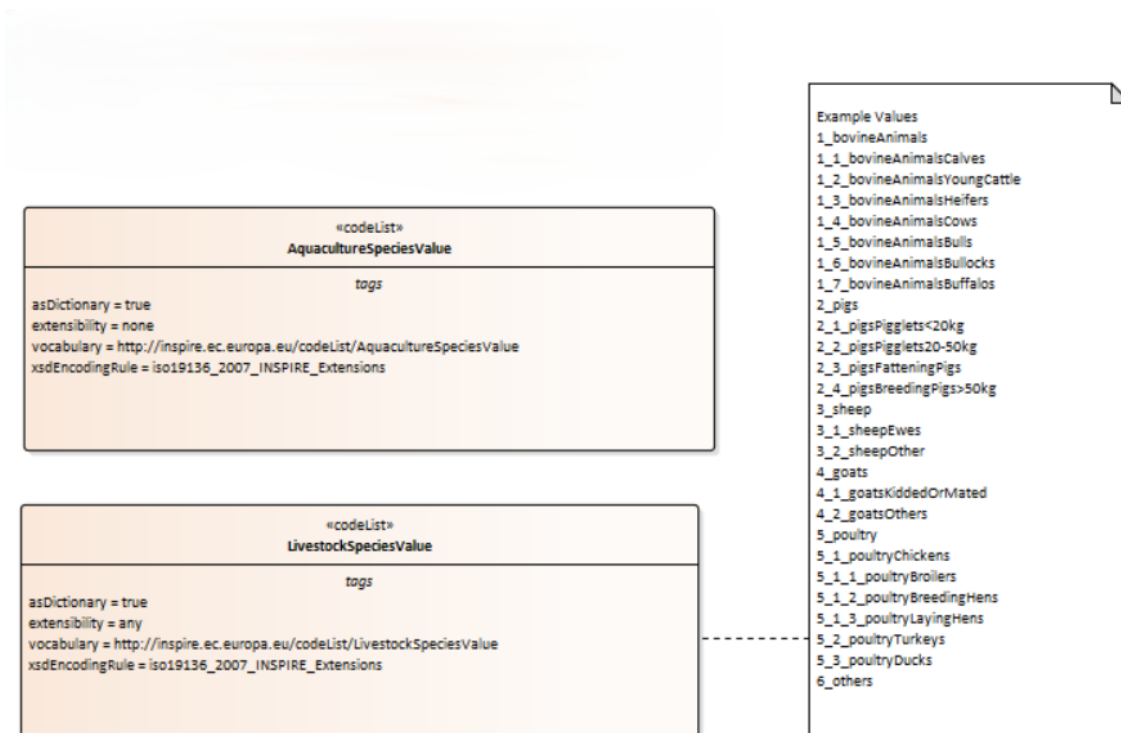 «codeList»
AquacultureSpeciesValue
tags
asDictionary = true
extensibility = none
vocabulary = http://inspire.ec.europa.eu/codeList/AquacultureSpeciesValue
xsdEncodingRule = iso19136_2007_INSPIRE_Extensions
«codeList»
LivestockSpeciesValue
tags
asDictionary = true
extensibility = any
vocabulary = http://inspire.ec.europa.eu/codeList/LivestockSpeciesValue
xsdEncodingRule = iso19136_2007_INSPIRE_Extensions
Example Values
1_bovineAnimals
1_1_bovineAnimalsCalves
1_2_bovineAnimalsYoungCattle
1_3_bovineAnimalsHeifers
1_4_bovineAnimalsCows
1_5_bovineAnimalsBulls
1_6_bovineAnimalsBullocks
1_7_bovineAnimalsBuffalos
2_pigs
2_1_pigsPigglets<20kg
2_2_pigsPigglets20-50kg
2_3_pigsFatteningPigs
2_4_pigsBreedingPigs>50kg
3_sheep
3_1_sheepEwes
3_2_sheepOther
4_goats
4_1_goatsKiddedOrMated
4_2_goatsOthers
5_poultry
5_1_poultryChickens
5_1_1_poultryBroilers
5_1_2_poultryBreedingHens
5_1_3_poultryLayingHens
5_2_poultryTurkeys
5_3_poultryDucks
6_others